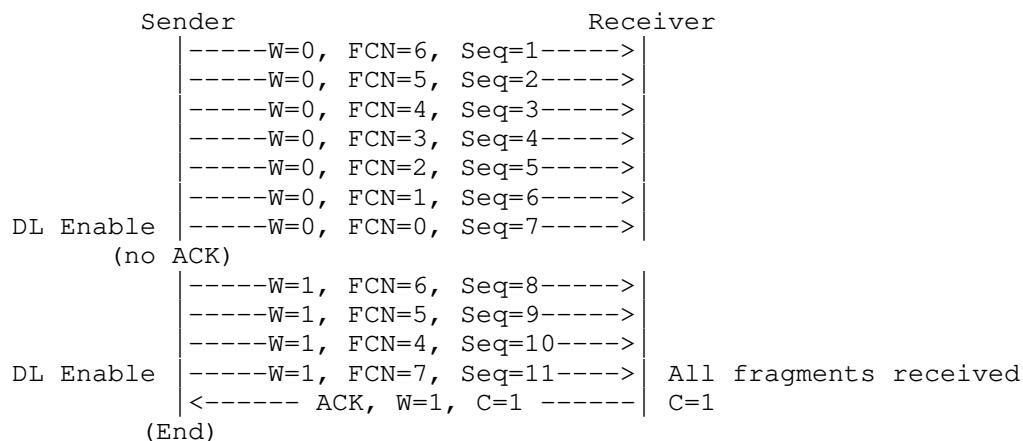 Sender                        Receiver
|-----W=0, FCN=6, Seq=1----->|
|-----W=0, FCN=5, Seq=2----->|
|-----W=0, FCN=4, Seq=3----->|
|-----W=0, FCN=3, Seq=4----->|
|-----W=0, FCN=2, Seq=5----->|
|-----W=0, FCN=1, Seq=6----->|
DL Enable |-----W=0, FCN=0, Seq=7----->|
(no ACK)
|-----W=1, FCN=6, Seq=8----->|
|-----W=1, FCN=5, Seq=9----->|
|-----W=1, FCN=4, Seq=10---->|
DL Enable |-----W=1, FCN=7, Seq=11---->| All fragments received
|<------ ACK, W=1, C=1 ------| C=1
(End)